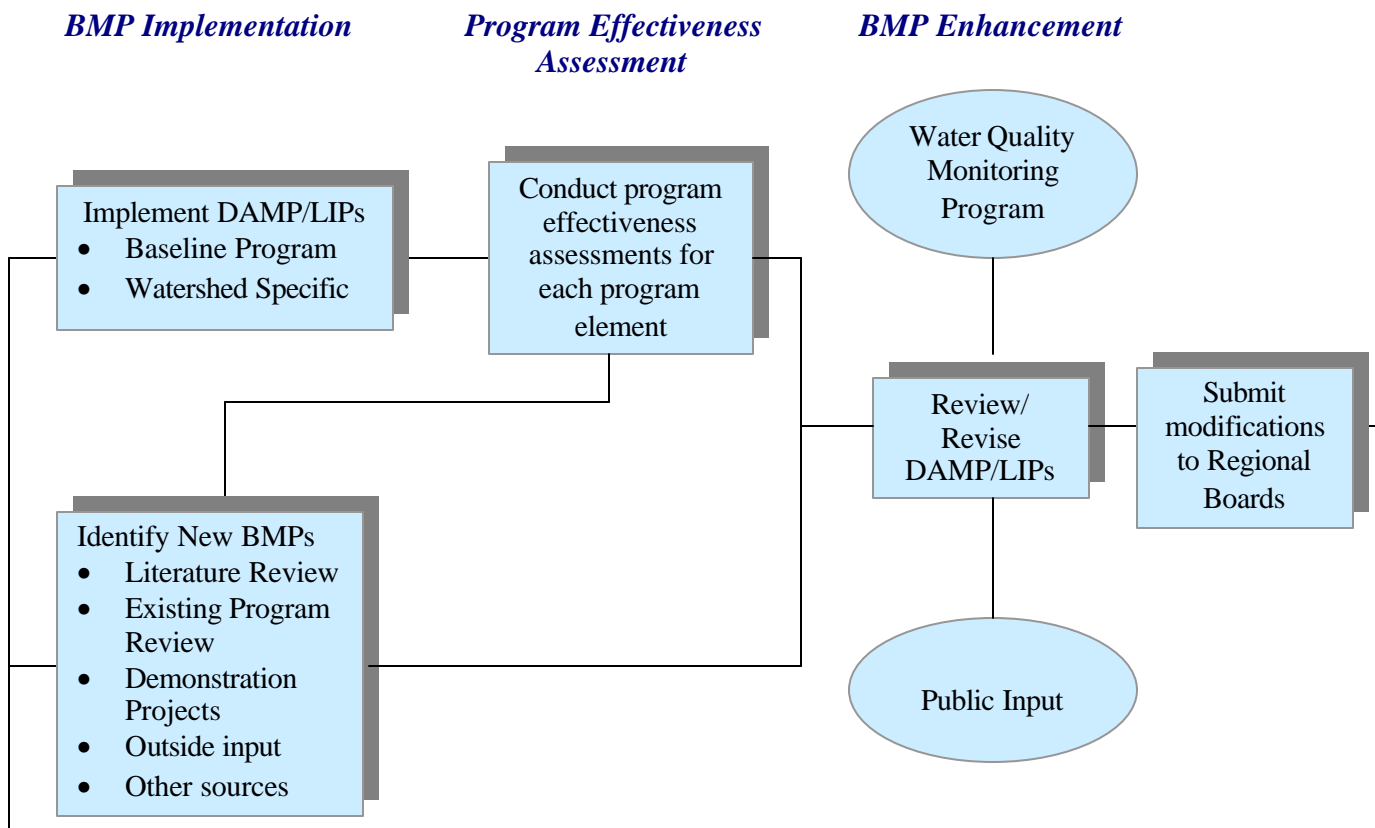 BMP Implementation
Program Effectiveness
Assessment
BMP Enhancement
Implement DAMP/LIPs
• Baseline Program
• Watershed Specific
Conduct program
effectiveness
assessments for
each program
element
Water Quality
Monitoring
Program
Identify New BMPs
• Literature Review
• Existing Program
Review
• Demonstration
Projects
• Outside input
• Other sources
Review/
Revise
DAMP/LIPs
Submit
modifications
to Regional
Boards
Public Input